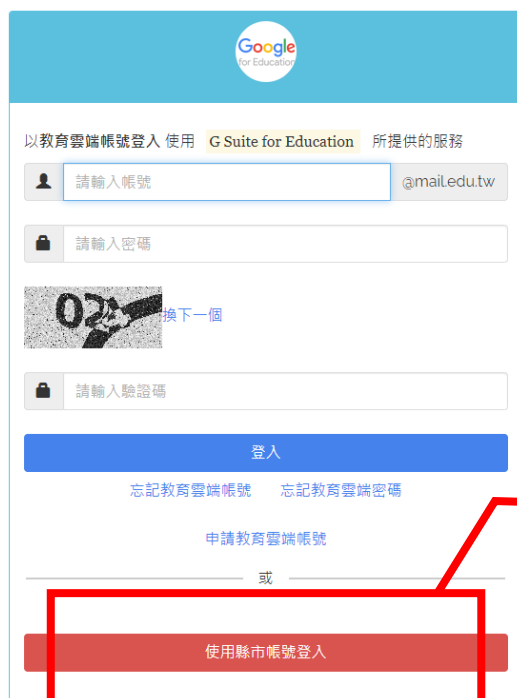 Google
for Education
以教育雲端帳號登入 使用 G Suite for Education 所提供的服務
請輸入帳號 @mail.edu.tw
請輸入密碼
換下一個
請輸入驗證碼
登入
忘記教育雲端帳號 忘記教育雲端密碼
申請教育雲端帳號
或
使用縣市帳號登入